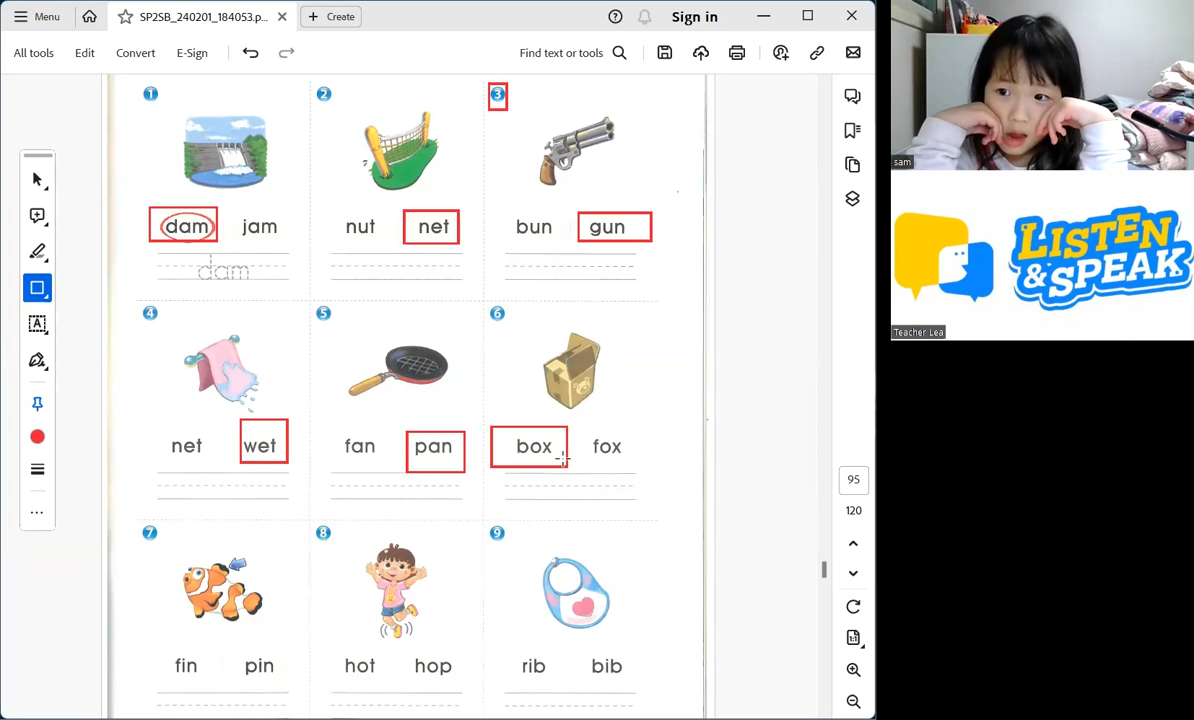 Menu
SP2SB_240201_184053.p...
Create
Sign in
All tools
Edit
Convert
E-Sign
Find text or tools
1
2
3
dam jam
nut net
bun gun
dam
4
5
6
net wet
fan pan
box fox
7
8
9
fin pin
hot hop
rib bib
95
120
1:1
sam
LISTEN
&SPEAK
Teacher Lea